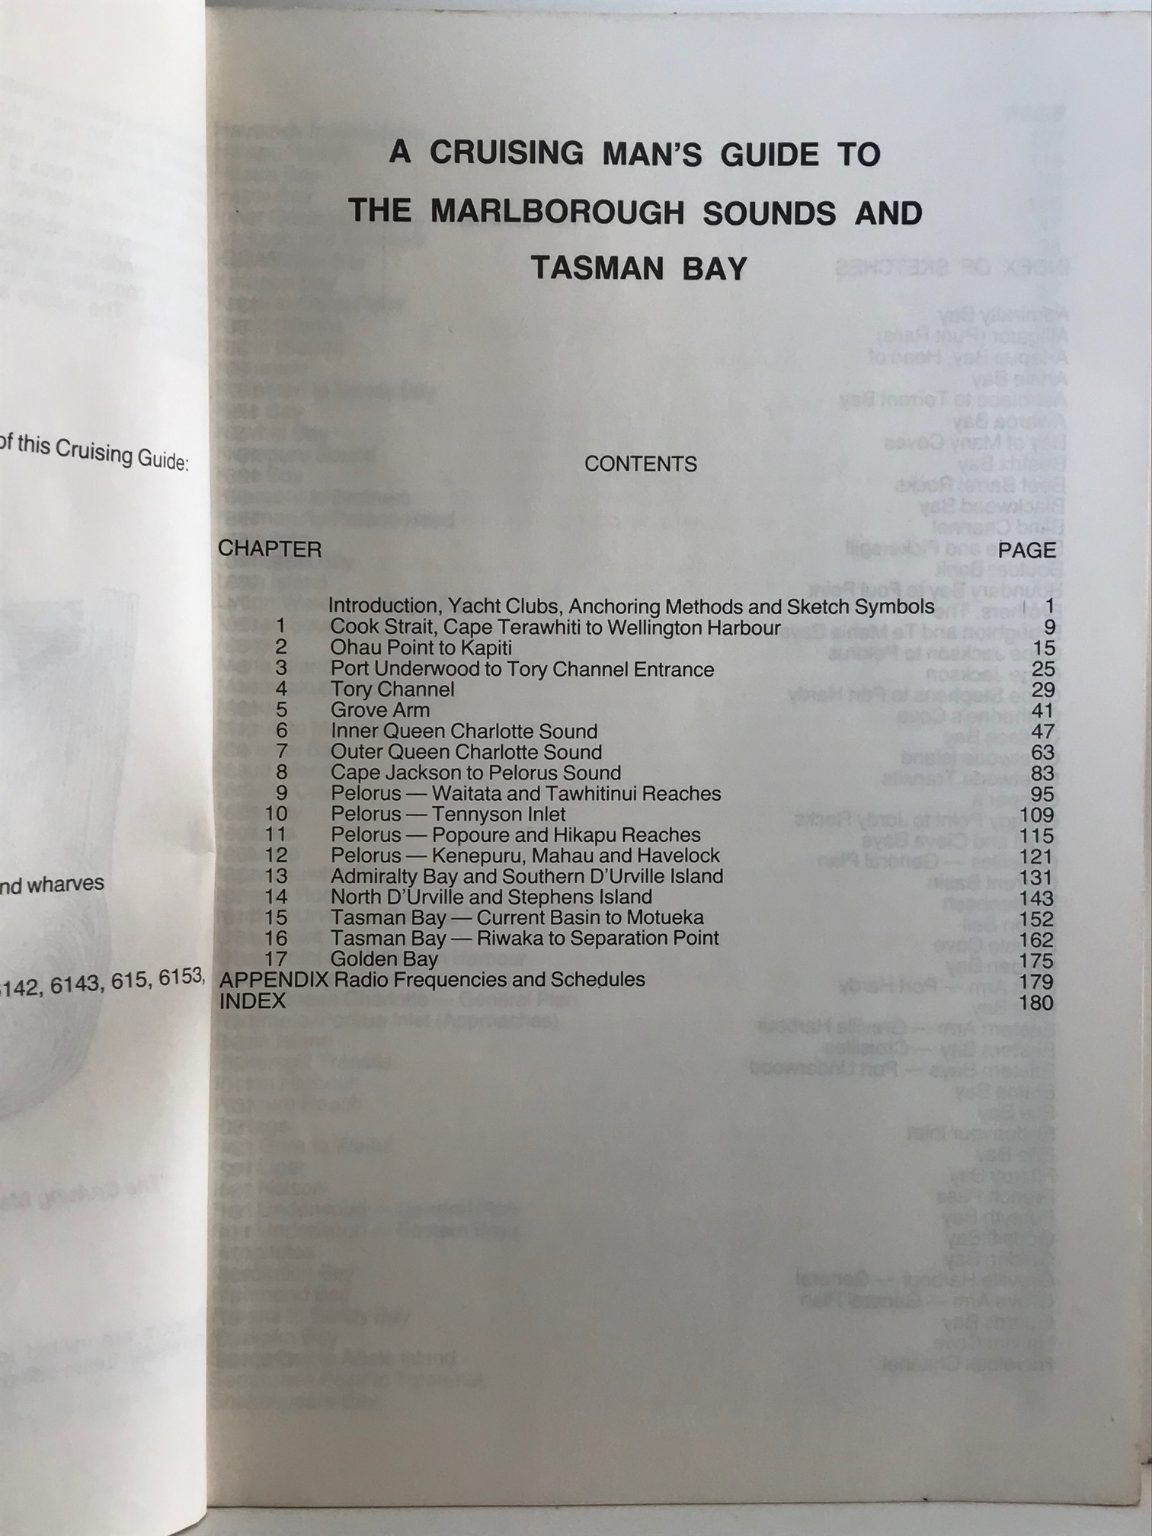 of this Cruising Guide:
nd wharves
6142, 6143, 615, 6153,
A CRUISING MAN'S GUIDE TO
THE MARLBOROUGH SOUNDS AND
TASMAN BAY
CONTENTS
CHAPTER PAGE
Introduction, Yacht Clubs, Anchoring Methods and Sketch Symbols 1
1 Cook Strait, Cape Terawhiti to Wellington Harbour 9
2 Ohau Point to Kapiti 15
3 Port Underwood to Tory Channel Entrance 25
4 Tory Channel 29
5 Grove Arm 41
6 Inner Queen Charlotte Sound 47
7 Outer Queen Charlotte Sound 63
8 Cape Jackson to Pelorus Sound 83
9 Pelorus — Waitata and Tawhitinui Reaches 95
10 Pelorus — Tennyson Inlet 109
11 Pelorus — Popoure and Hikapu Reaches 115
12 Pelorus — Kenepuru, Mahau and Havelock 121
13 Admiralty Bay and Southern D'Urville Island 131
14 North D'Urville and Stephens Island 143
15 Tasman Bay — Current Basin to Motueka 152
16 Tasman Bay — Riwaka to Separation Point 162
17 Golden Bay 175
APPENDIX Radio Frequencies and Schedules 179
INDEX 180